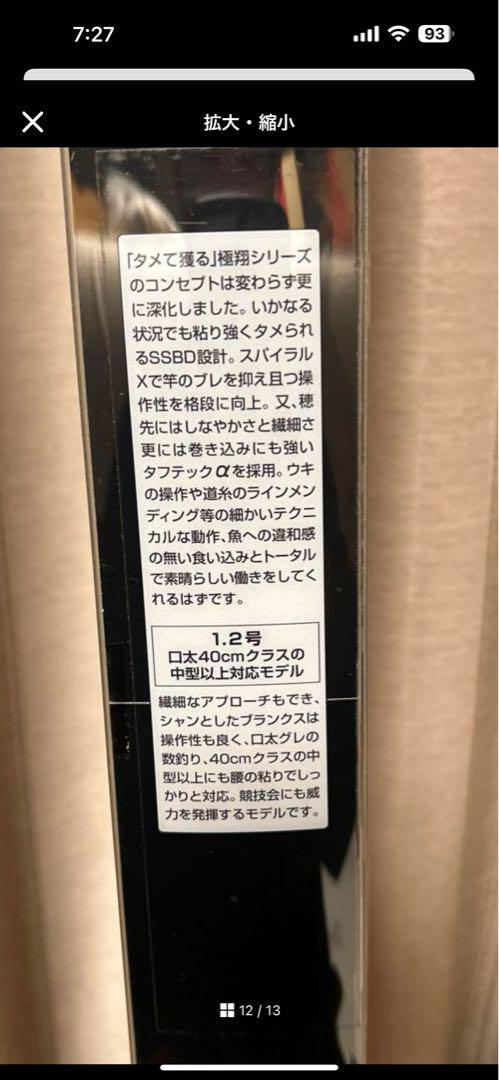 7:27
93
拡大・縮小
「タメて獲る」極翔シリーズ
のコンセプトは変わらず更
に深化しました。いかなる
状況でも粘り強くタメられ
るSSBD設計。スパイラル
Xで竿のブレを抑え且つ操
作性を格段に向上。又、穂
先にはしなやかさと繊細さ
更には巻き込みにも強い
タフテックαを採用。ウキ
の操作や道糸のラインメン
ディング等の細かいテクニ
カルな動作、魚への違和感
の無い食い込みとトータル
で素晴らしい働きをしてく
れるはずです。
1.2号
口太40cmクラスの
中型以上対応モデル
繊細なアプローチもでき、
シャンとしたブランクスは
操作性も良く、口太グレの
数釣り、40cmクラスの中
型以上にも腰の粘りでしっ
かりと対応。競技会にも威
力を発揮するモデルです。
12 / 13